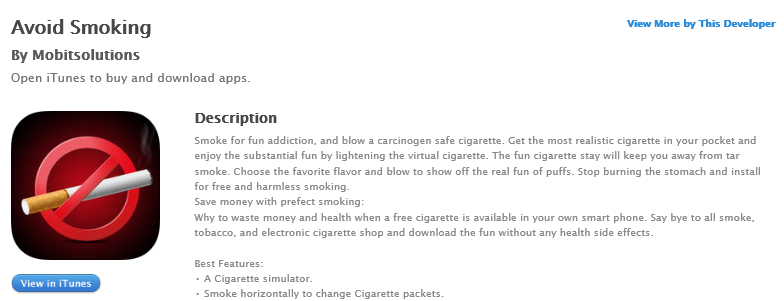 Avoid Smoking
View More by This Developer
By Mobitsolutions
Open iTunes to buy and download apps.
Description
Smoke for fun addiction, and blow a carcinogen safe cigarette. Get the most realistic cigarette in your pocket and
enjoy the substantial fun by lightening the virtual cigarette. The fun cigarette stay will keep you away from tar
smoke. Choose the favorite flavor and blow to show off the real fun of puffs. Stop burning the stomach and install
for free and harmless smoking.
Save money with prefect smoking:
Why to waste money and health when a free cigarette is available in your own smart phone. Say bye to all smoke,
tobacco, and electronic cigarette shop and download the fun without any health side effects.
Best Features:
• A Cigarette simulator.
• Smoke horizontally to change Cigarette packets.
View in iTunes